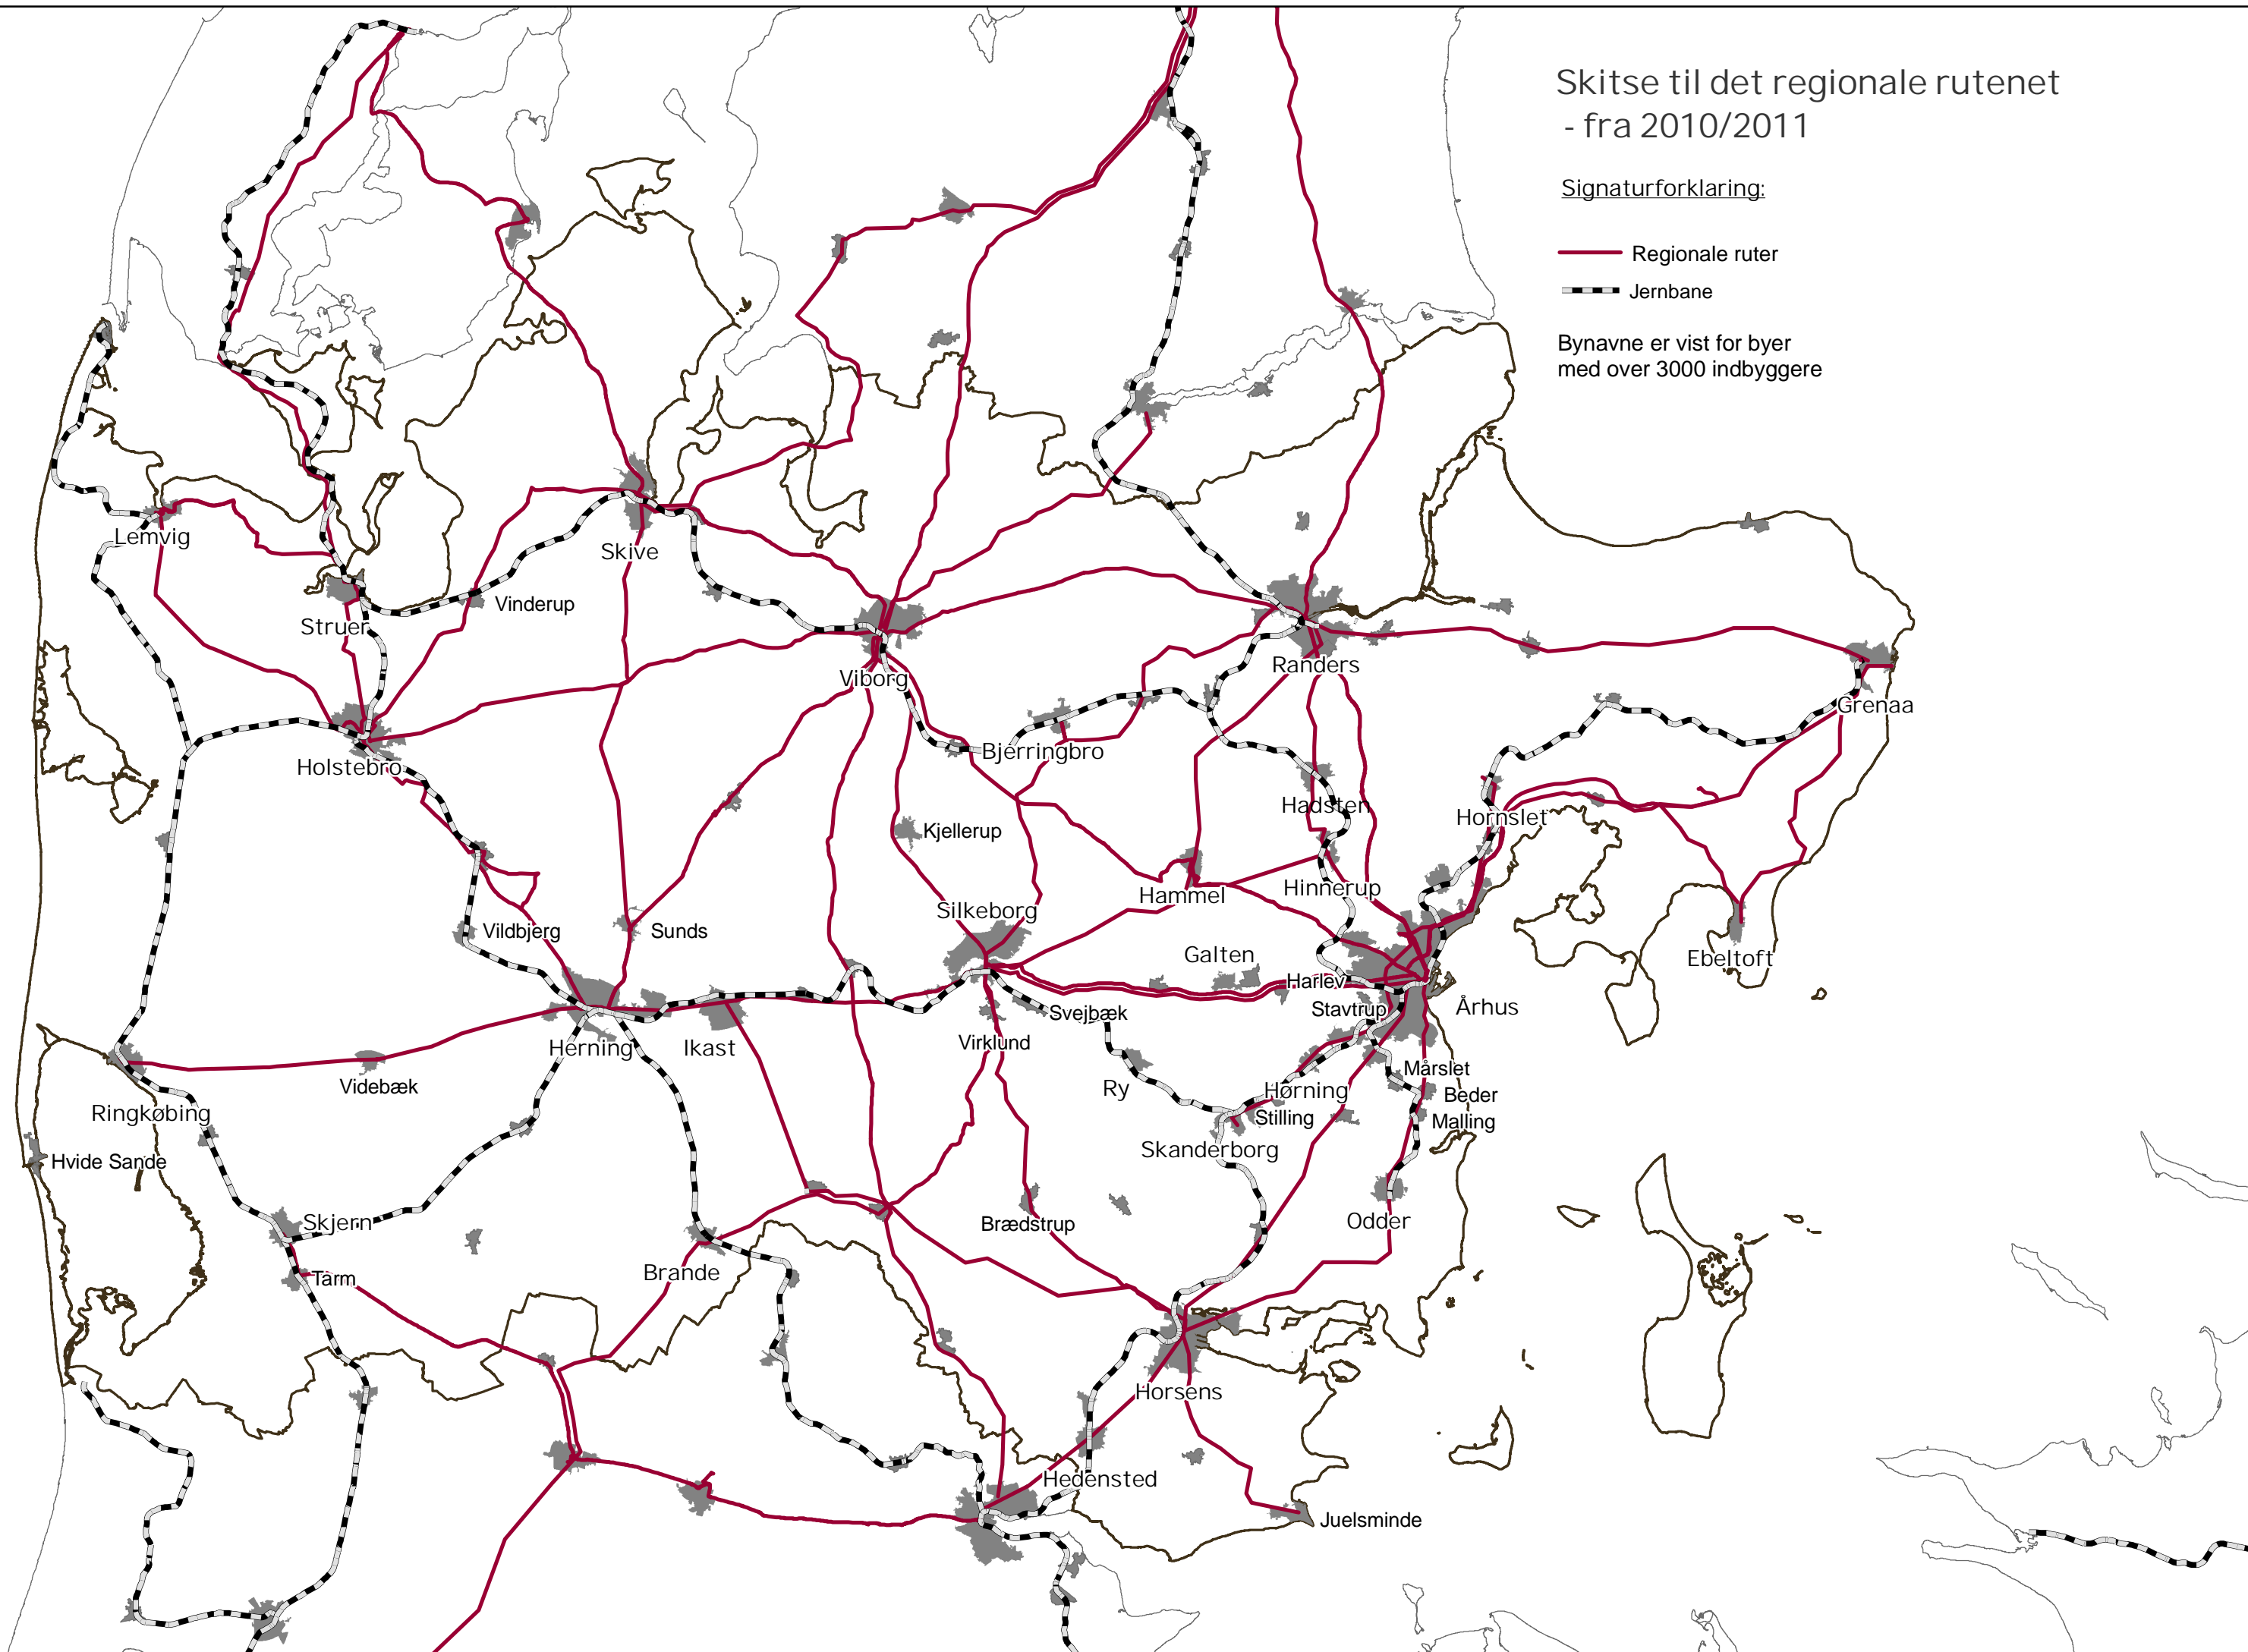 Skitse til det regionale rutenet
- fra 2010/2011
Signaturforklaring:
Regionale ruter
Jernbane
Bynavne er vist for byer
med over 3000 indbyggere
Lemvig
Skive
Vinderup
Struer
Viborg
Randers
Grenaa
Holstebro
Bjerringbro
Hadsten
Hornslet
Kjellerup
Hammel
Hinnerup
Silkeborg
Vildbjerg
Sunds
Galten
Ebeltoft
Harlev
Stavtrup
Århus
Svejbæk
Virklund
Herning
Ikast
Videbæk
Ry
Mårslet
Hørning
Beder
Ringkøbing
Stilling
Malling
Skanderborg
Hvide Sande
Skjern
Brædstrup
Odder
Tarm
Brande
Horsens
Hedensted
Juelsminde